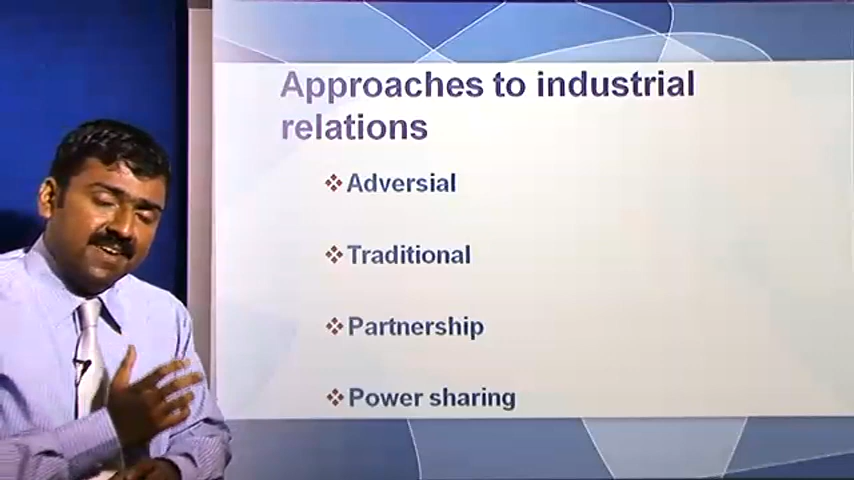 Approaches to industrial
relations
Adversial
Traditional
Partnership
Power sharing